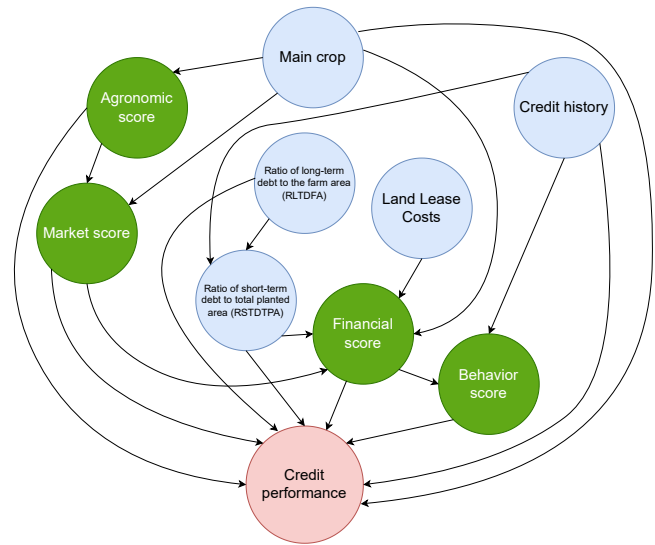 Main crop
Agronomic
score
Credit history
Ratio of long-term
debt to the farm area
(RLTDFA)
Land Lease
Costs
Market score
Ratio of short-term
debt to total planted
area (RSTDTPA)
Financial
score
Behavior
score
Credit
performance